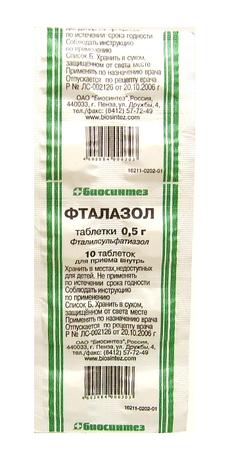 по истечении срока годности
Соблюдать инструкцию
по применению
Список Б. Хранить в сухом,
защищенном от света месте
Применять по назначению врача
Отпускается по рецепту врача
Р № ЛС-002126 от 20.10.2006 г
ОАО "Биосинтез", Россия,
440033, г. Пенза, ул. Дружбы, 4,
тел./факс: (8412) 57-72-49
www.biosintez.com
16211-0202-01
Биосинтез
ФТАЛАЗОЛ
таблетки 0,5 г
Фталилсульфатиазол
10 таблеток
для приема внутрь
Хранить в местах, недоступных
для детей. Не применять
по истечении срока годности
Соблюдать инструкцию
по применению
Список Б. Хранить в сухом,
защищённом от света месте
Применять по назначению врача
Отпускается по рецепту врача
Р № ЛС-002126 от 20.10.2006 г
ОАО "Биосинтез", Россия,
440033, г. Пенза, ул. Дружбы, 4,
тел./факс: (8412) 57-72-49
www.biosintez.com
16211-0202-01
Биосинтез